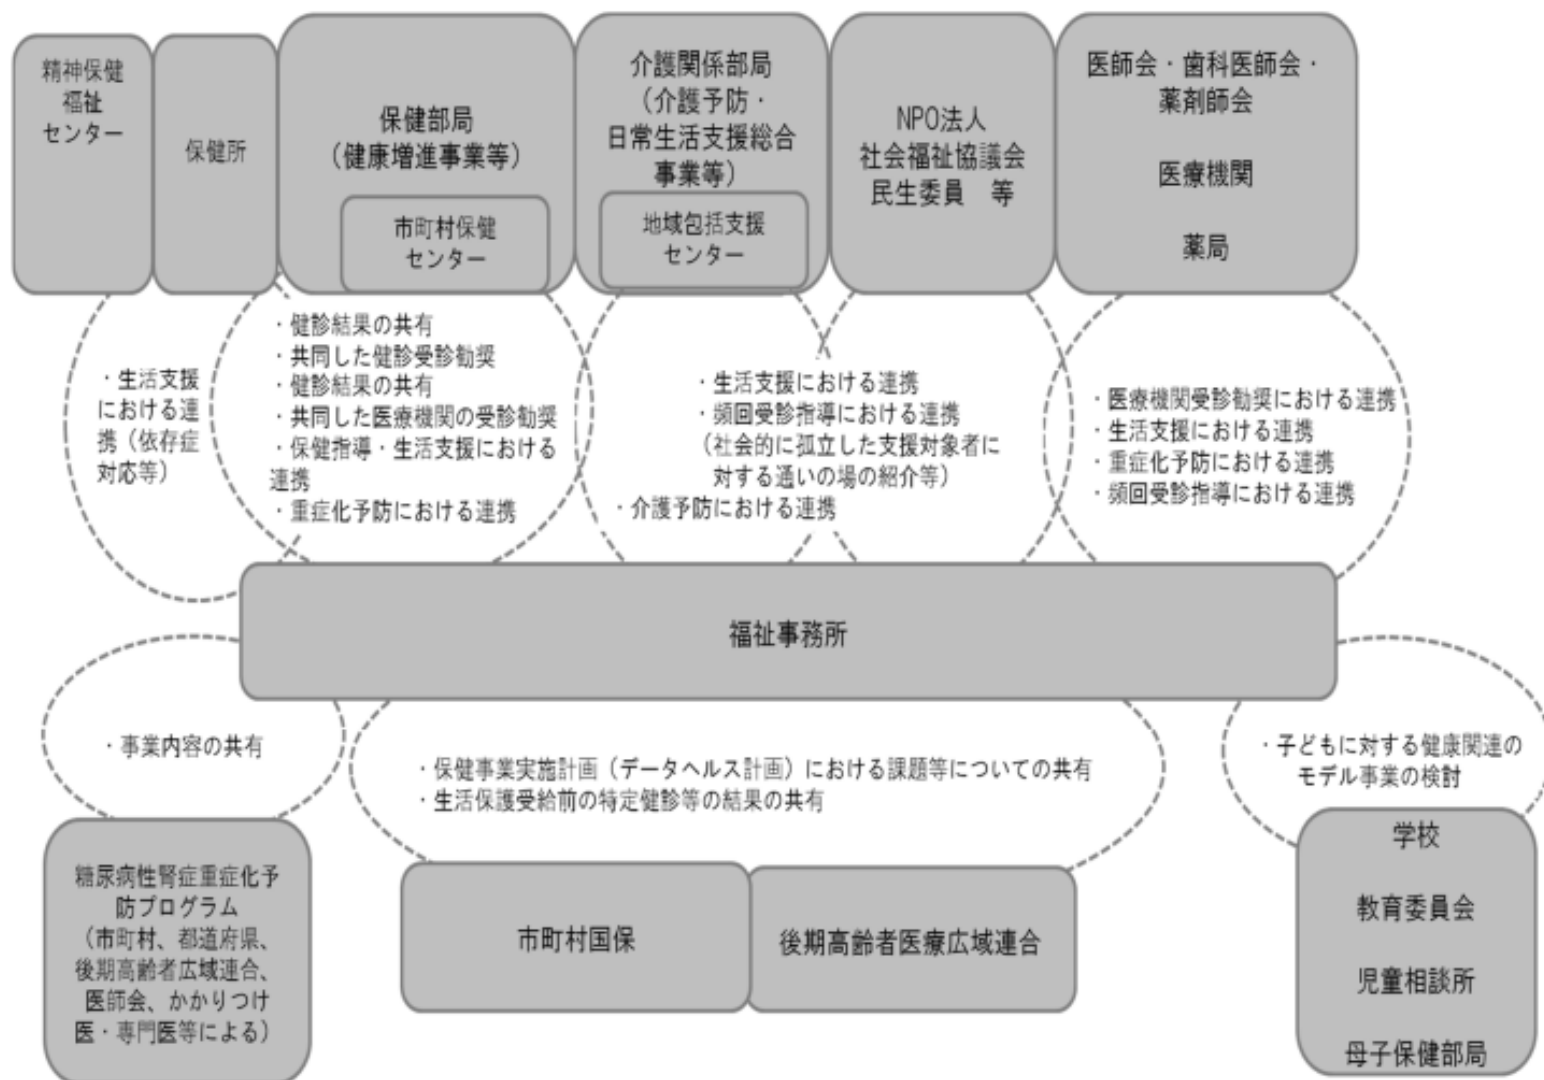 精神保健
福祉
センター
保健所
保健部局
（健康増進事業等）
市町村保健
センター
介護関係部局
（介護予防・
日常生活支援総合
事業等）
地域包括支援
センター
NPO法人
社会福祉協議会
民生委員　等
医師会・歯科医師会・
薬剤師会
医療機関
薬局
・生活支援
における連
携（依存症
対応等）
・健診結果の共有
・共同した健診受診勧奨
・健診結果の共有
・共同した医療機関の受診勧奨
・保健指導・生活支援における
連携
・重症化予防における連携
・生活支援における連携
・頻回受診指導における連携
（社会的に孤立した支援対象者に
対する通いの場の紹介等）
・介護予防における連携
・医療機関受診勧奨における連携
・生活支援における連携
・重症化予防における連携
・頻回受診指導における連携
福祉事務所
・事業内容の共有
・保健事業実施計画（データヘルス計画）における課題等についての共有
・生活保護受給前の特定健診等の結果の共有
・子どもに対する健康関連の
モデル事業の検討
糖尿病性腎症重症化予
防プログラム
（市町村、都道府県、
後期高齢者広域連合、
医師会、かかりつけ
医・専門医等による）
市町村国保
後期高齢者医療広域連合
学校
教育委員会
児童相談所
母子保健部局